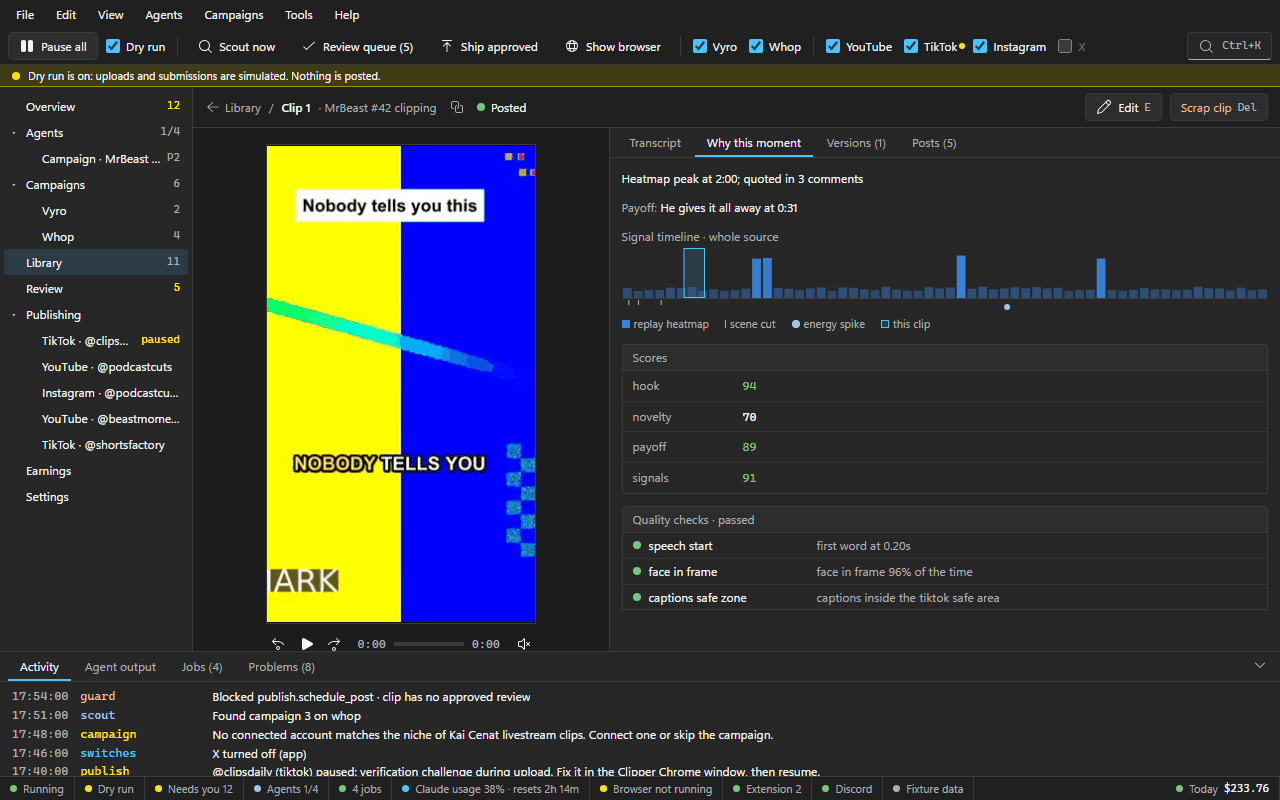 File Edit View Agents Campaigns Tools Help
Pause all Dry run Scout now Review queue (5) Ship approved Show browser Vyro Whop YouTube TikTok Instagram X Ctrl+K
Dry run is on: uploads and submissions are simulated. Nothing is posted.
Overview 12
Agents 1/4
Campaign · MrBeast ... P2
Campaigns 6
Vyro 2
Whop 4
Library 11
Review 5
Publishing
TikTok · @clips... paused
YouTube · @podcastcuts
Instagram · @podcastcu...
YouTube · @beastmome...
TikTok · @shortsfactory
Earnings
Settings
Library / Clip 1 · MrBeast #42 clipping Posted
Edit E Scrap clip Del
Nobody tells you this
NOBODY TELLS YOU
ARK
0:00 0:00
Transcript Why this moment Versions (1) Posts (5)
Heatmap peak at 2:00; quoted in 3 comments
Payoff: He gives it all away at 0:31
Signal timeline · whole source
replay heatmap scene cut energy spike this clip
Scores
hook 94
novelty 70
payoff 89
signals 91
Quality checks · passed
speech start first word at 0.20s
face in frame face in frame 96% of the time
captions safe zone captions inside the tiktok safe area
Activity Agent output Jobs (4) Problems (8)
17:54:00 guard Blocked publish.schedule_post · clip has no approved review
17:51:00 scout Found campaign 3 on whop
17:48:00 campaign No connected account matches the niche of Kai Cenat livestream clips. Connect one or skip the campaign.
17:46:00 switches X turned off (app)
17:40:00 publish @clipsdaily (tiktok) paused: verification challenge during upload. Fix it in the Clipper Chrome window, then resume.
Running Dry run Needs you 12 Agents 1/4 4 jobs Claude usage 38% · resets 2h 14m Browser not running Extension 2 Discord Fixture data Today $233.76